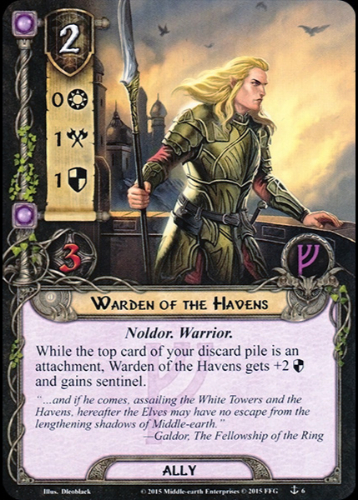 2
0
1
1
3
WARDEN OF THE HAVENS
Noldor. Warrior.
While the top card of your discard pile is an
attachment, Warden of the Havens gets +2
and gains sentinel.
"...and if he comes, assailing the White Towers and the
Havens, hereafter the Elves may have no escape from the
lengthening shadows of Middle-earth."
—Galdor, The Fellowship of the Ring
ALLY
Illus. Dleoblack © 2015 Middle-earth Enterprises © 2015 FFG 6